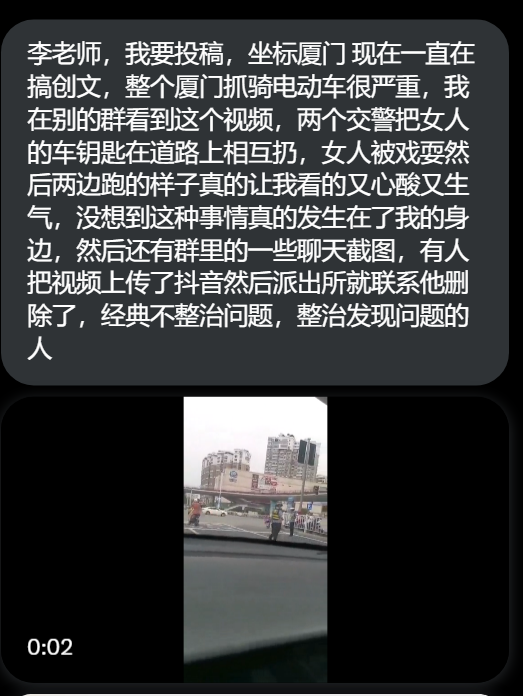 李老师，我要投稿，坐标厦门 现在一直在
搞创文，整个厦门抓骑电动车很严重，我
在别的群看到这个视频，两个交警把女人
的车钥匙在道路上相互扔，女人被戏耍然
后两边跑的样子真的让我看的又心酸又生
气，没想到这种事情真的发生在了我的身
边，然后还有群里的一些聊天截图，有人
把视频上传了抖音然后派出所就联系他删
除了，经典不整治问题，整治发现问题的
人
0:02